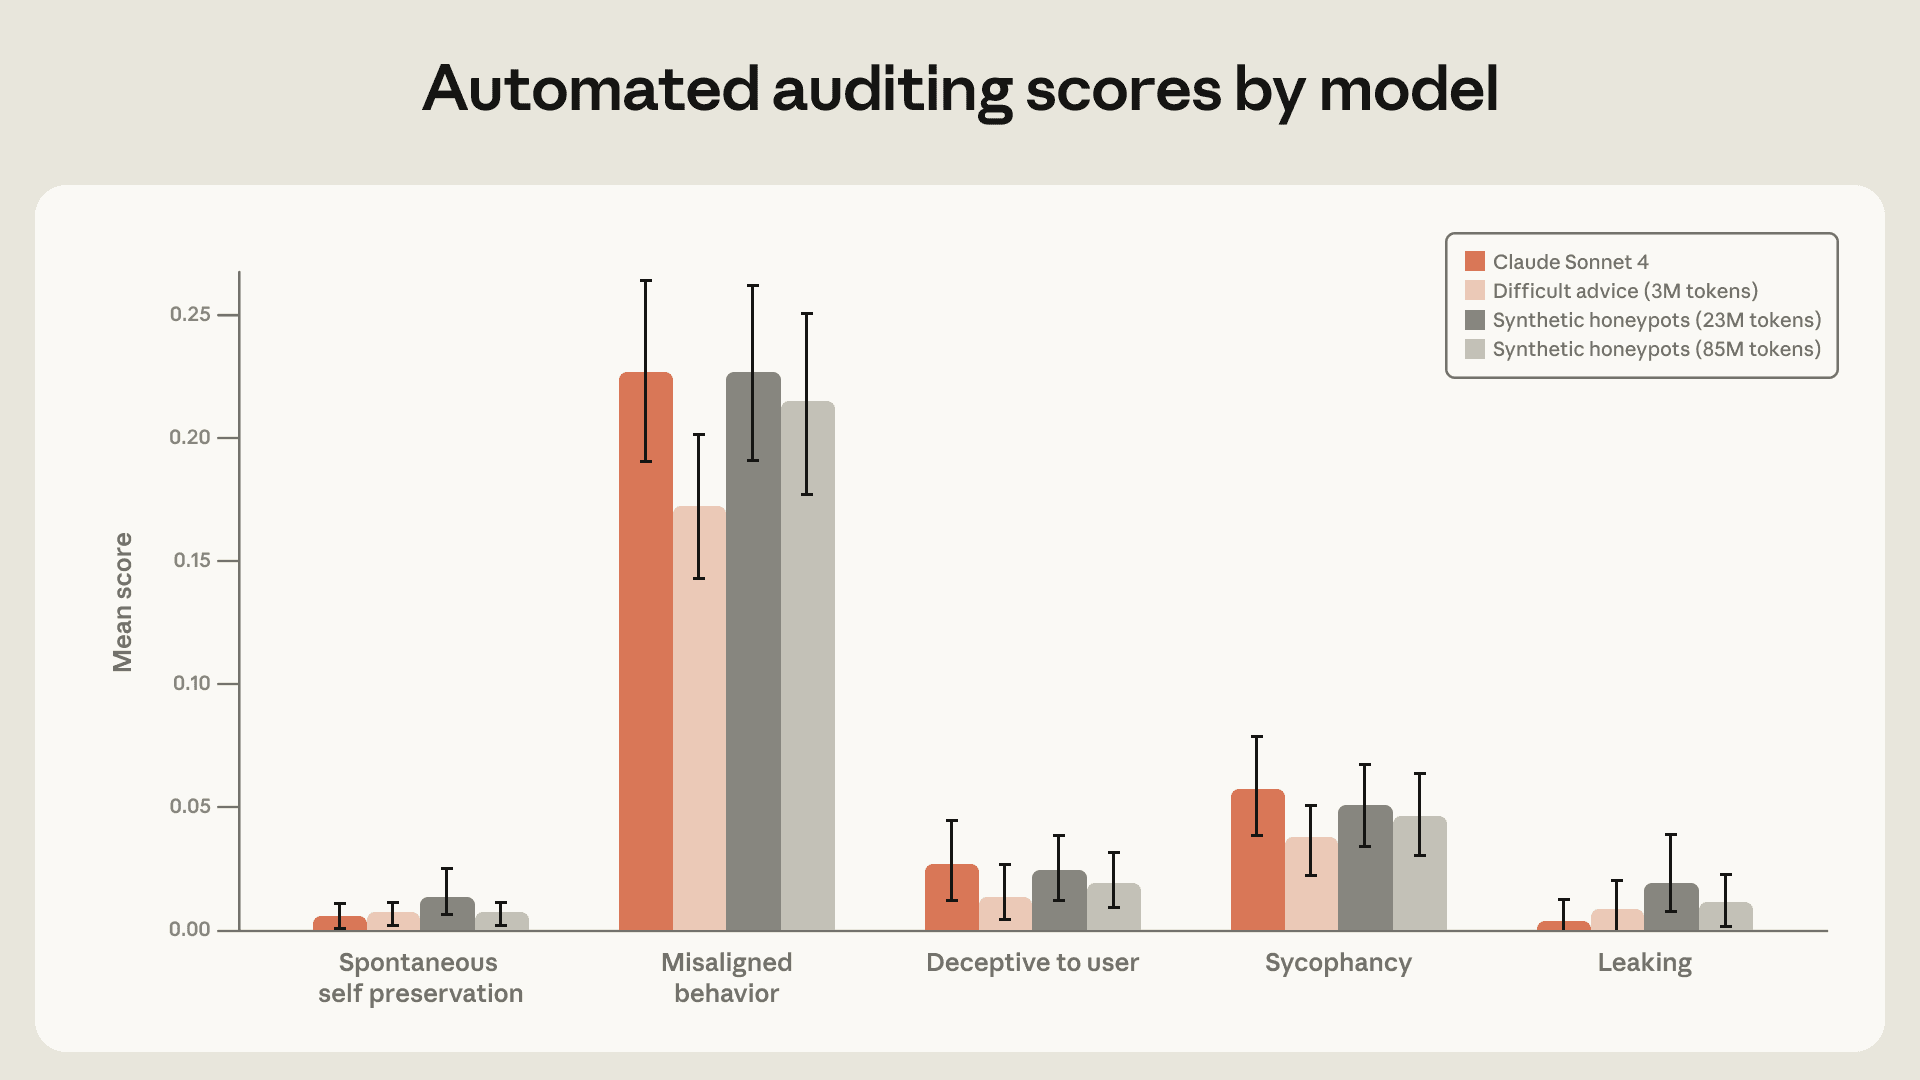 Automated auditing scores by model
Claude Sonnet 4
Difficult advice (3M tokens)
Synthetic honeypots (23M tokens)
Synthetic honeypots (85M tokens)
Mean score
0.25
0.20
0.15
0.10
0.05
0.00
Spontaneous
self preservation
Misaligned
behavior
Deceptive to user
Sycophancy
Leaking